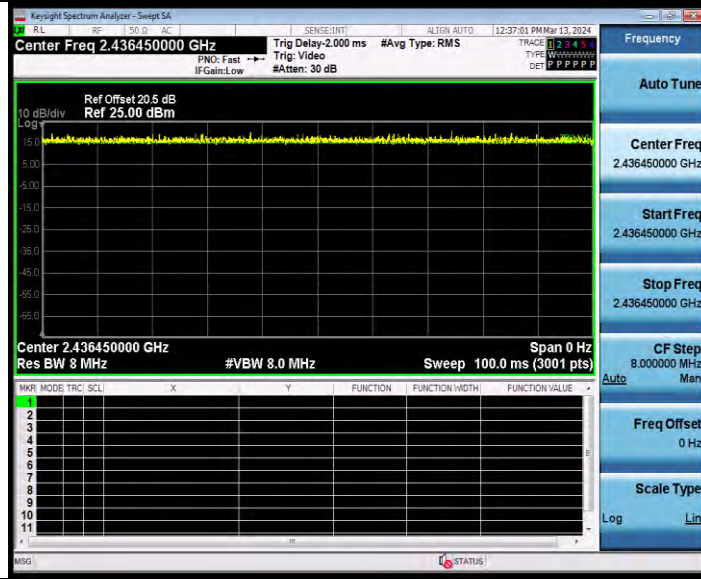 Keysight Spectrum Analyzer - Swept SA
RL RF 50 Ω AC SENSE:INT ALIGN AUTO 12:37:01 PM Mar 13, 2024
Center Freq 2.436450000 GHz
PNO: Fast
IFGain:Low
Trig Delay-2.000 ms
Trig: Video
#Atten: 30 dB
#Avg Type: RMS
TRACE 1 2 3 4 5 6
TYPE
DET P P P P P P
Ref Offset 20.5 dB
10 dB/div Ref 25.00 dBm
Log
15.0
5.00
-5.00
-15.0
-25.0
-35.0
-45.0
-55.0
-65.0
Center 2.436450000 GHz Span 0 Hz
Res BW 8 MHz #VBW 8.0 MHz Sweep 100.0 ms (3001 pts)
MKR MODE TRC SCL X Y FUNCTION FUNCTION WIDTH FUNCTION VALUE
1
2
3
4
5
6
7
8
9
10
11
MSG STATUS
Frequency
Auto Tune
Center Freq
2.436450000 GHz
Start Freq
2.436450000 GHz
Stop Freq
2.436450000 GHz
CF Step
8.000000 MHz
Auto Man
Freq Offset
0 Hz
Scale Type
Log Lin